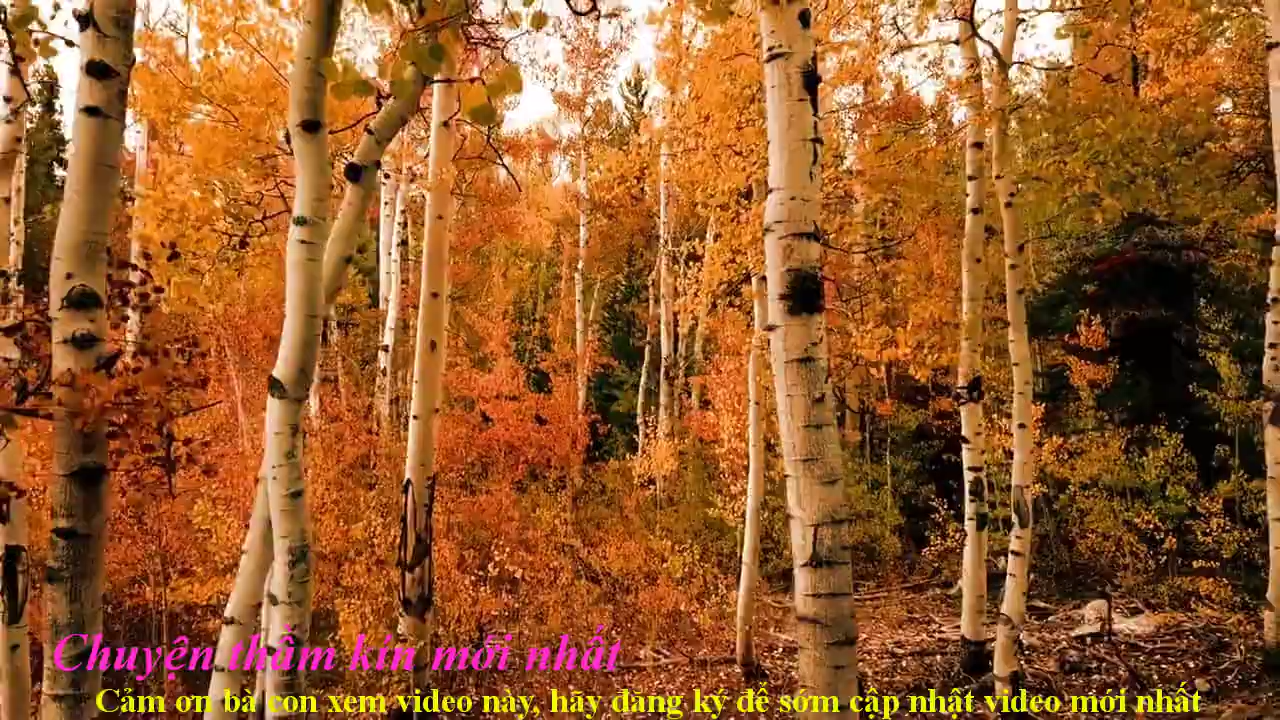 Chuyện thầm kín mới nhất
Cảm ơn bà con xem video này, hãy đăng ký để sớm cập nhật video mới nhất